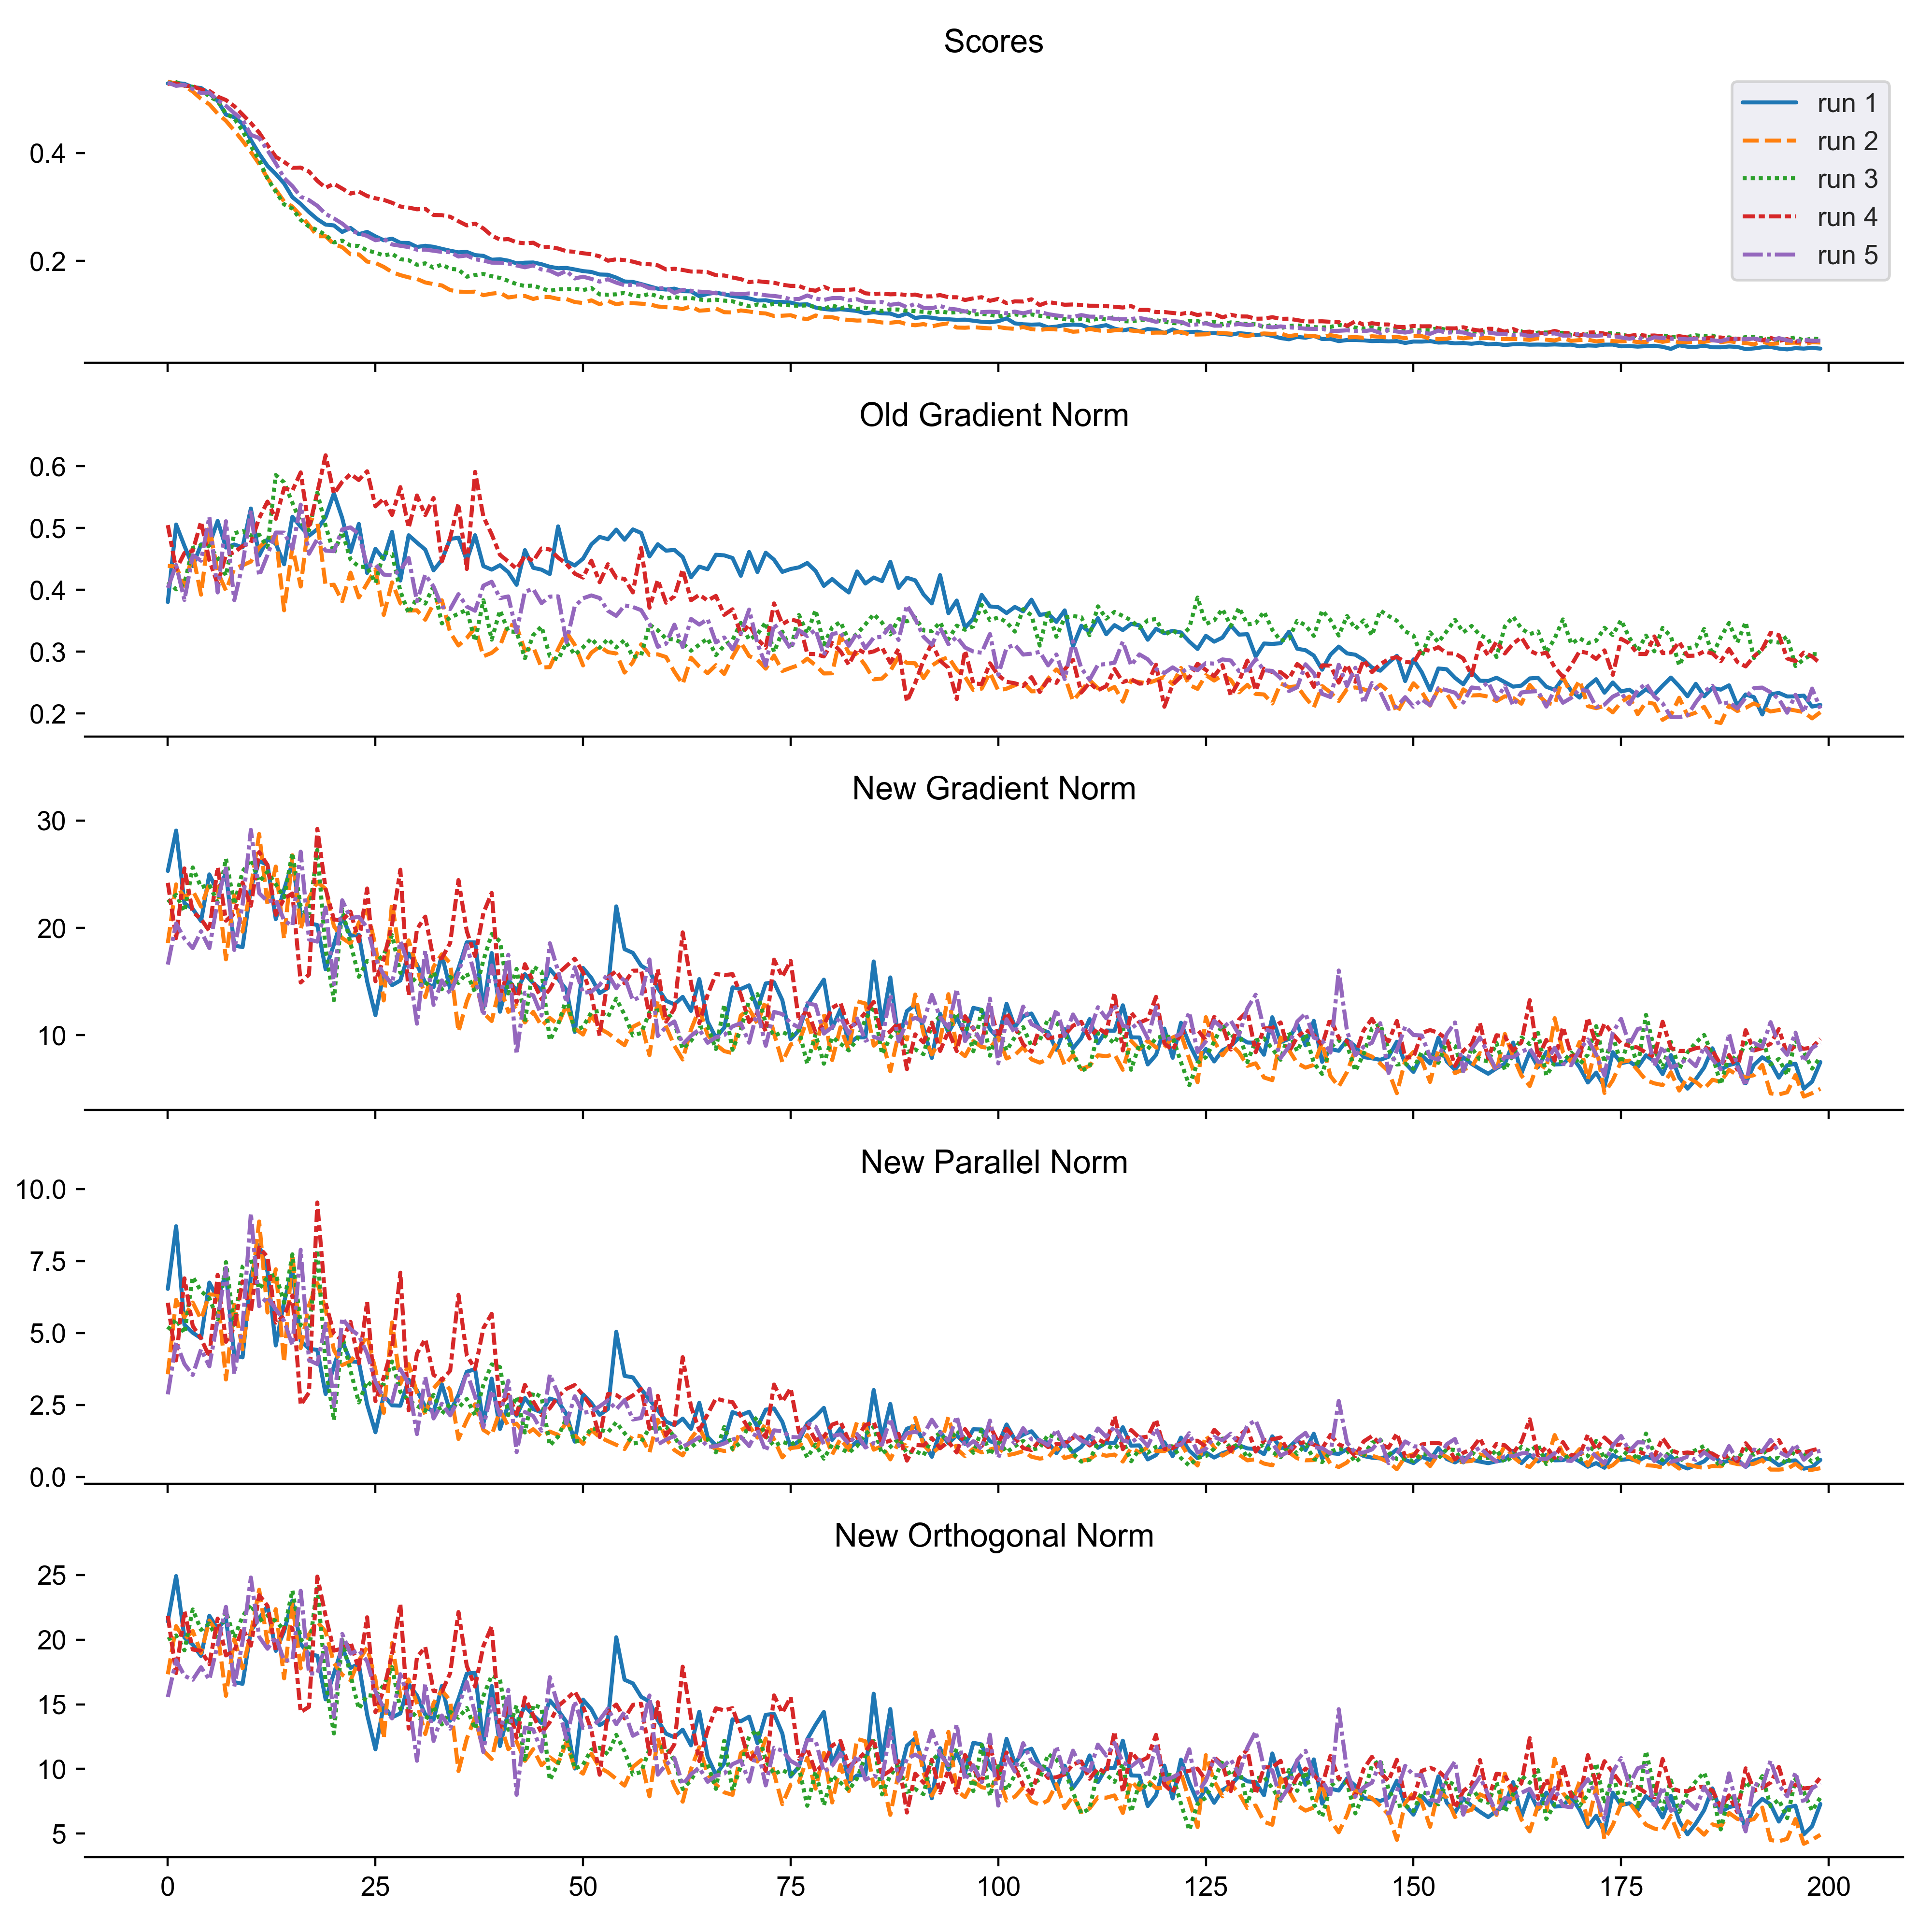 Scores
0.4
0.2
run 1
run 2
run 3
run 4
run 5
Old Gradient Norm
0.6
0.5
0.4
0.3
0.2
New Gradient Norm
30
20
10
New Parallel Norm
10.0
7.5
5.0
2.5
0.0
New Orthogonal Norm
25
20
15
10
5
0 25 50 75 100 125 150 175 200